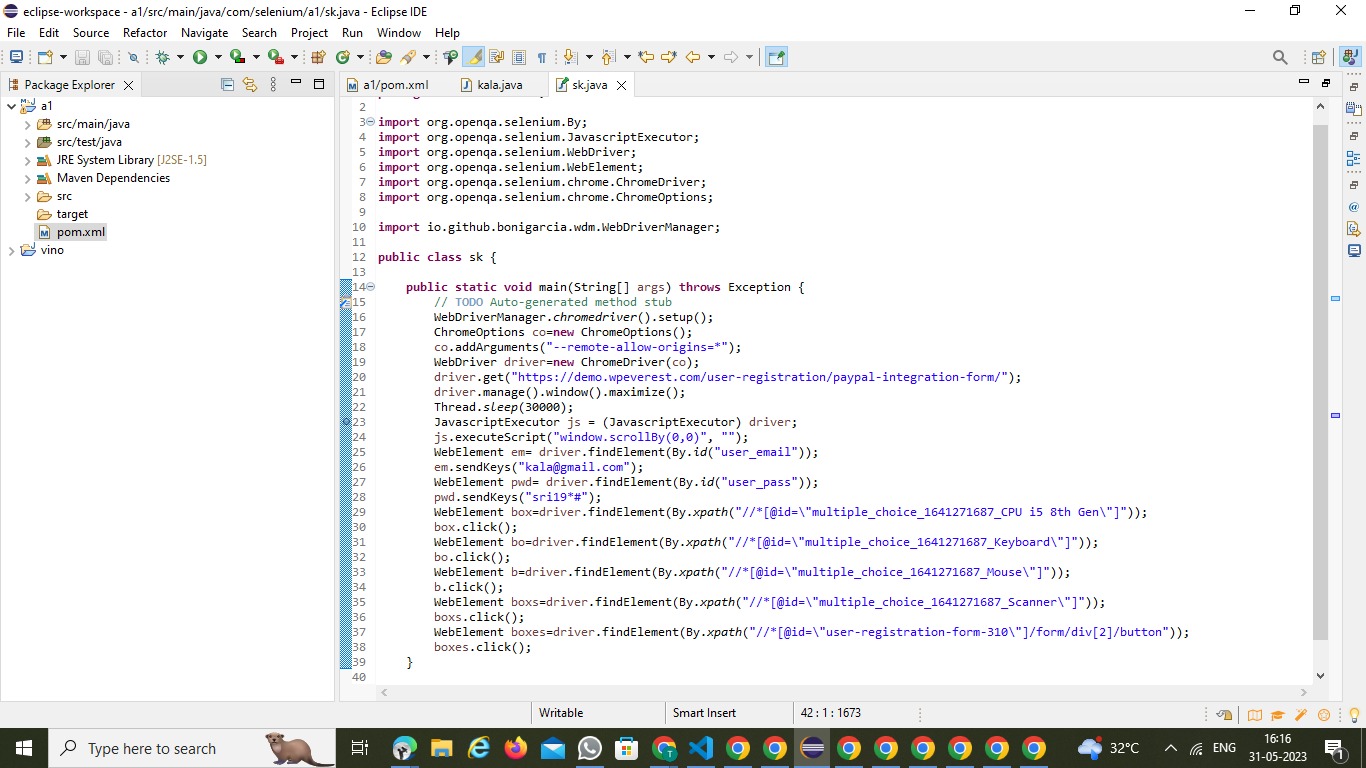 eclipse-workspace - a1/src/main/java/com/selenium/a1/sk.java - Eclipse IDE
File Edit Source Refactor Navigate Search Project Run Window Help
Package Explorer
a1/pom.xml kala.java sk.java
a1
src/main/java
src/test/java
JRE System Library [J2SE-1.5]
Maven Dependencies
src
target
pom.xml
vino
2
3 import org.openqa.selenium.By;
4 import org.openqa.selenium.JavascriptExecutor;
5 import org.openqa.selenium.WebDriver;
6 import org.openqa.selenium.WebElement;
7 import org.openqa.selenium.chrome.ChromeDriver;
8 import org.openqa.selenium.chrome.ChromeOptions;
9
10 import io.github.bonigarcia.wdm.WebDriverManager;
11
12 public class sk {
13
14 public static void main(String[] args) throws Exception {
15 // TODO Auto-generated method stub
16 WebDriverManager.chromedriver().setup();
17 ChromeOptions co=new ChromeOptions();
18 co.addArguments("--remote-allow-origins=*");
19 WebDriver driver=new ChromeDriver(co);
20 driver.get("https://demo.wpeverest.com/user-registration/paypal-integration-form/");
21 driver.manage().window().maximize();
22 Thread.sleep(30000);
23 JavascriptExecutor js = (JavascriptExecutor) driver;
24 js.executeScript("window.scrollBy(0,0)", "");
25 WebElement em= driver.findElement(By.id("user_email"));
26 em.sendKeys("kala@gmail.com");
27 WebElement pwd= driver.findElement(By.id("user_pass"));
28 pwd.sendKeys("sri19*#");
29 WebElement box=driver.findElement(By.xpath("//*[@id=\"multiple_choice_1641271687_CPU i5 8th Gen\"]"));
30 box.click();
31 WebElement bo=driver.findElement(By.xpath("//*[@id=\"multiple_choice_1641271687_Keyboard\"]"));
32 bo.click();
33 WebElement b=driver.findElement(By.xpath("//*[@id=\"multiple_choice_1641271687_Mouse\"]"));
34 b.click();
35 WebElement boxs=driver.findElement(By.xpath("//*[@id=\"multiple_choice_1641271687_Scanner\"]"));
36 boxs.click();
37 WebElement boxes=driver.findElement(By.xpath("//*[@id=\"user-registration-form-310\"]/form/div[2]/button"));
38 boxes.click();
39 }
40
Writable Smart Insert 42 : 1 : 1673
Type here to search
32°C ENG 16:16
31-05-2023
1